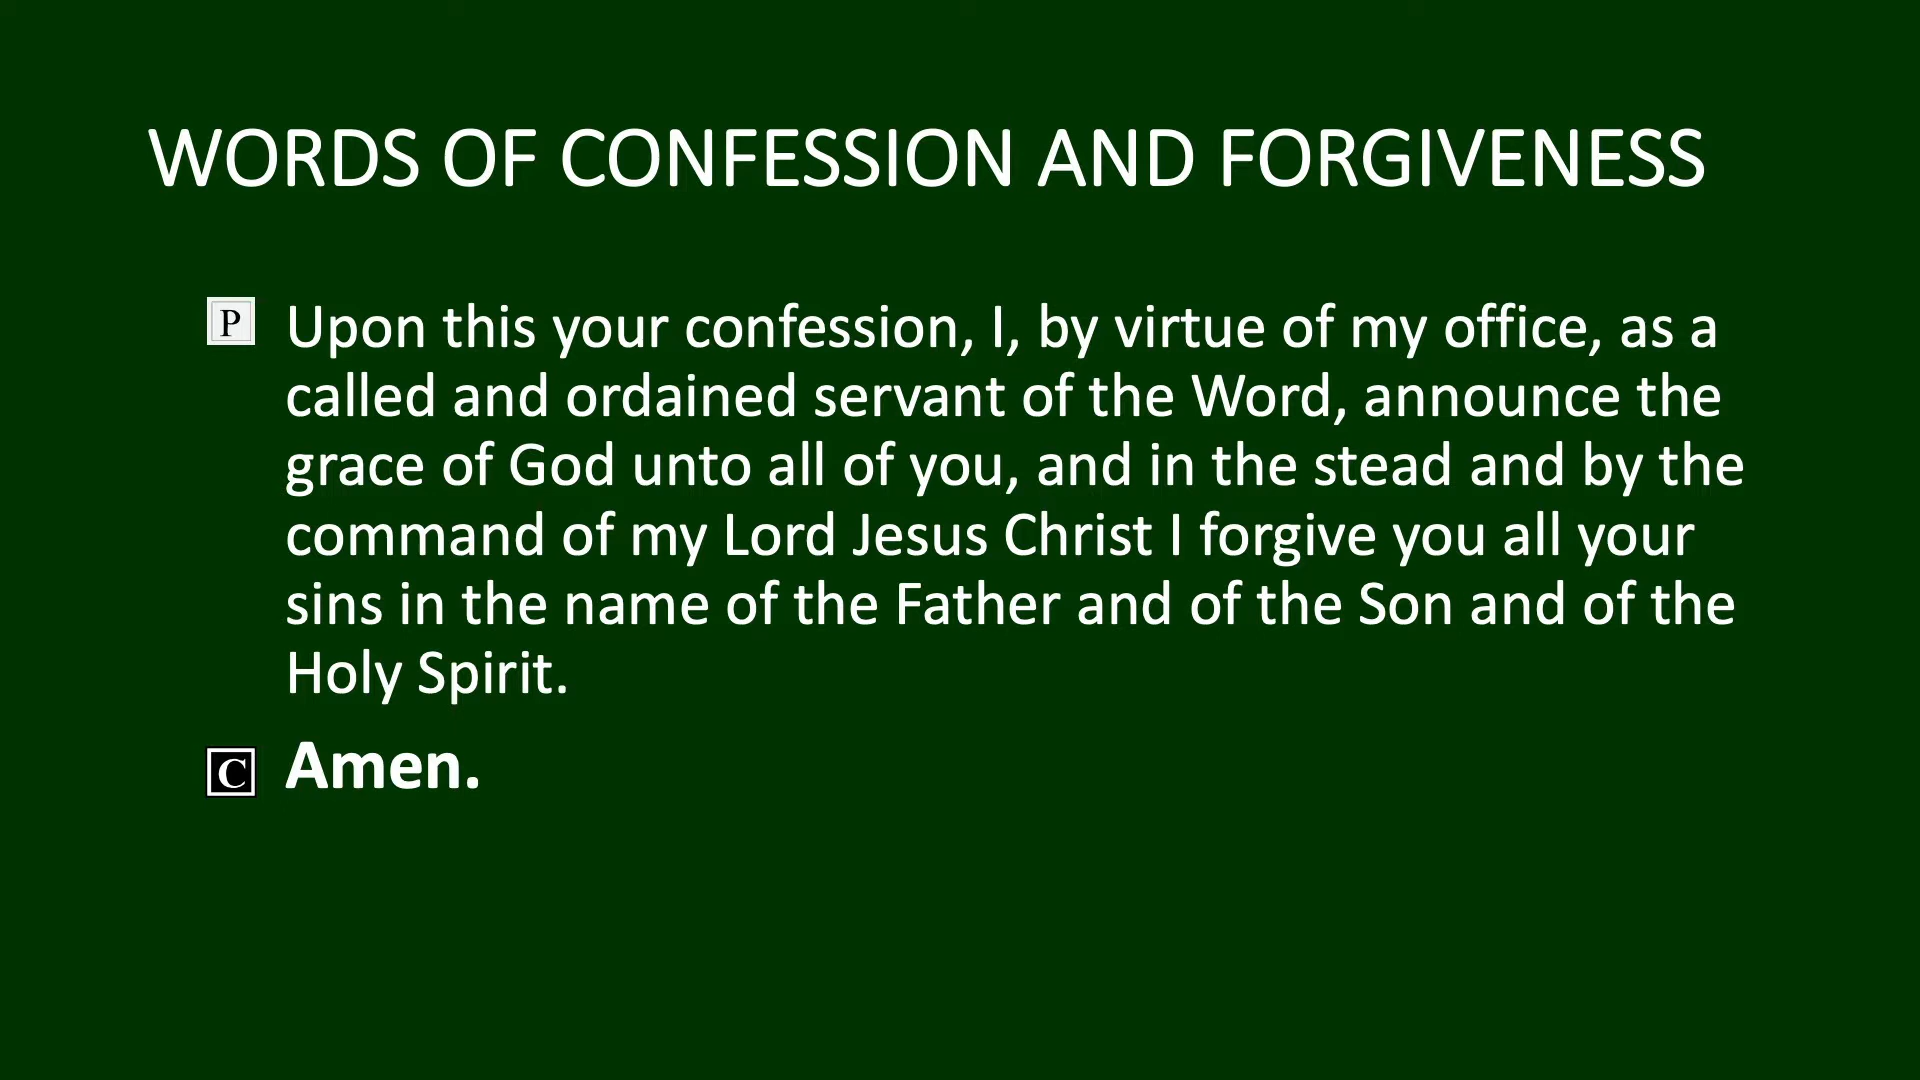 WORDS OF CONFESSION AND FORGIVENESS
P Upon this your confession, I, by virtue of my office, as a
called and ordained servant of the Word, announce the
grace of God unto all of you, and in the stead and by the
command of my Lord Jesus Christ I forgive you all your
sins in the name of the Father and of the Son and of the
Holy Spirit.
C Amen.